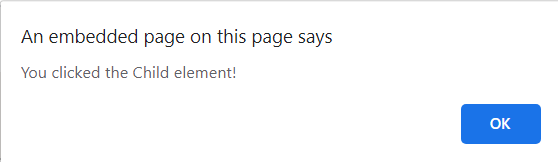 An embedded page on this page says
You clicked the Child element!
OK